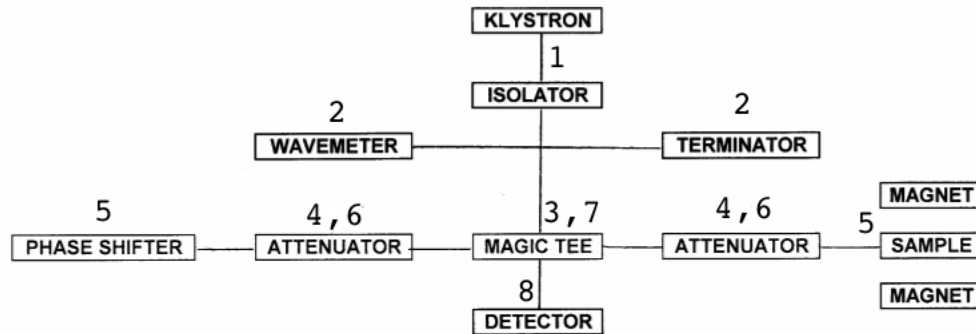 KLYSTRON
1
ISOLATOR
2 2
WAVEMETER TERMINATOR
5 4,6 3,7 4,6 MAGNET
5
PHASE SHIFTER ATTENUATOR MAGIC TEE ATTENUATOR SAMPLE
8 MAGNET
DETECTOR